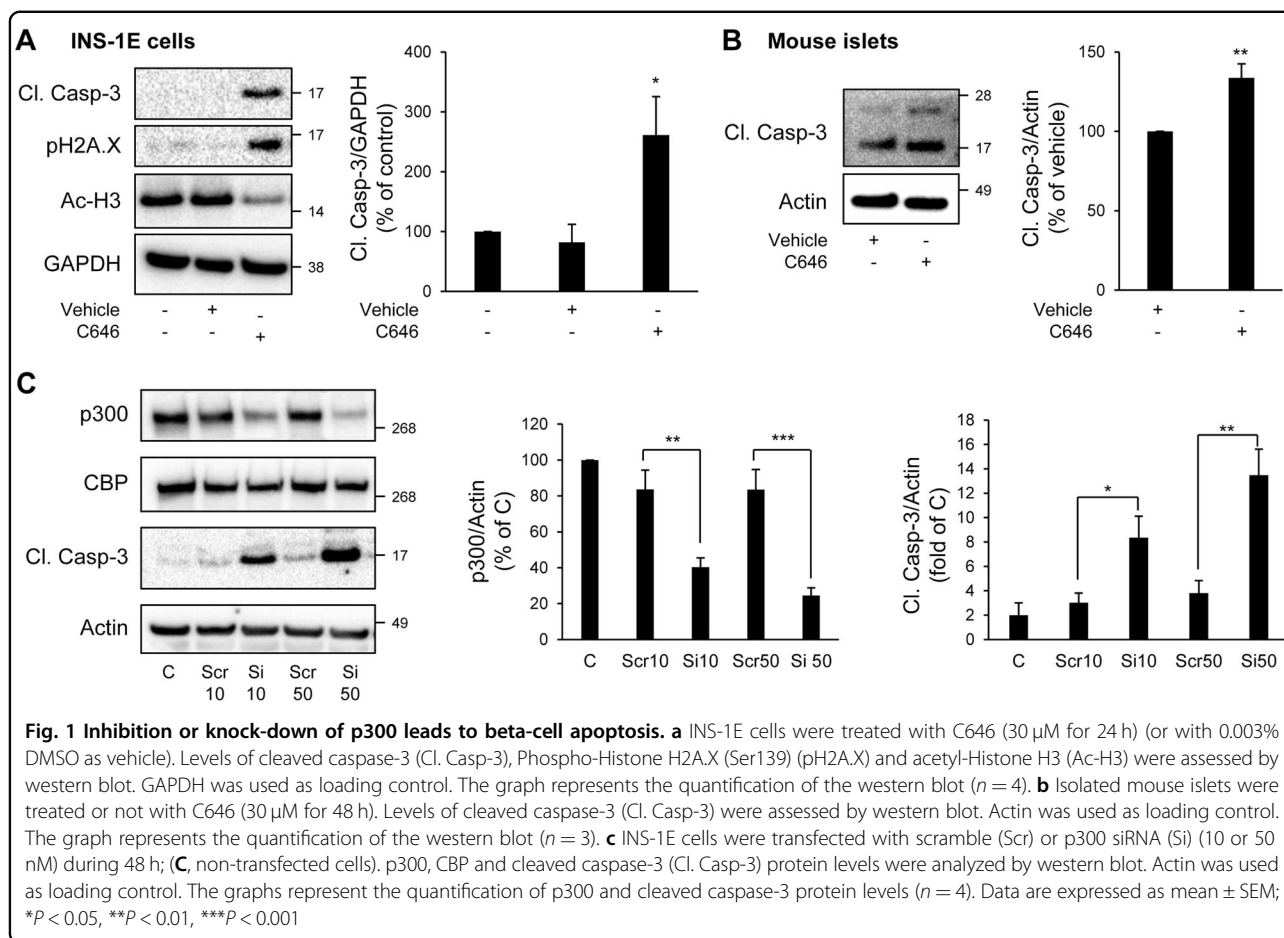 A INS-1E cells
Cl. Casp-3
17
pH2A.X
17
Ac-H3
14
GAPDH
38
Vehicle - + -
C646 - - +
Cl. Casp-3/GAPDH
(% of control)
400
300
200
100
0
*
Vehicle - + -
C646 - - +
B Mouse islets
Cl. Casp-3
28
17
Actin
49
Vehicle + -
C646 - +
Cl. Casp-3/Actin
(% of vehicle)
150
100
50
0
**
Vehicle + -
C646 - +
C
p300
268
CBP
268
Cl. Casp-3
17
Actin
49
C Scr Si Scr Si
10 10 50 50
p300/Actin
(% of C)
120
100
80
60
40
20
0
** ***
C Scr10 Si10 Scr50 Si 50
Cl. Casp-3/Actin
(fold of C)
18
16
14
12
10
8
6
4
2
0
* **
C Scr10 Si10 Scr50 Si50
Fig. 1 Inhibition or knock-down of p300 leads to beta-cell apoptosis. a INS-1E cells were treated with C646 (30 µM for 24 h) (or with 0.003%
DMSO as vehicle). Levels of cleaved caspase-3 (Cl. Casp-3), Phospho-Histone H2A.X (Ser139) (pH2A.X) and acetyl-Histone H3 (Ac-H3) were assessed by
western blot. GAPDH was used as loading control. The graph represents the quantification of the western blot (n = 4). b Isolated mouse islets were
treated or not with C646 (30 µM for 48 h). Levels of cleaved caspase-3 (Cl. Casp-3) were assessed by western blot. Actin was used as loading control.
The graph represents the quantification of the western blot (n = 3). c INS-1E cells were transfected with scramble (Scr) or p300 siRNA (Si) (10 or 50
nM) during 48 h; (C, non-transfected cells). p300, CBP and cleaved caspase-3 (Cl. Casp-3) protein levels were analyzed by western blot. Actin was used
as loading control. The graphs represent the quantification of p300 and cleaved caspase-3 protein levels (n = 4). Data are expressed as mean ± SEM;
*P < 0.05, **P < 0.01, ***P < 0.001